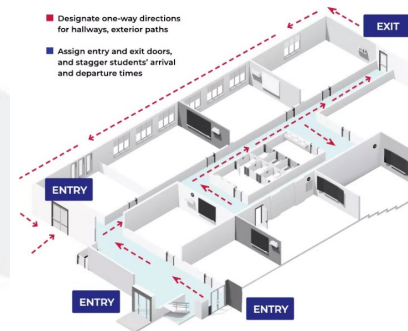 Designate one-way directions
for hallways, exterior paths
Assign entry and exit doors,
and stagger students' arrival
and departure times
EXIT
ENTRY
ENTRY
ENTRY